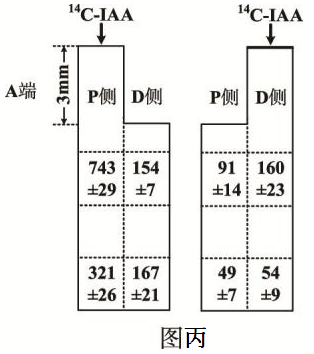 ¹⁴C-IAA ¹⁴C-IAA
A端 3mm P侧 D侧 P侧 D侧
743 154 91 160
±29 ±7 ±14 ±23
321 167 49 54
±26 ±21 ±7 ±9
图丙